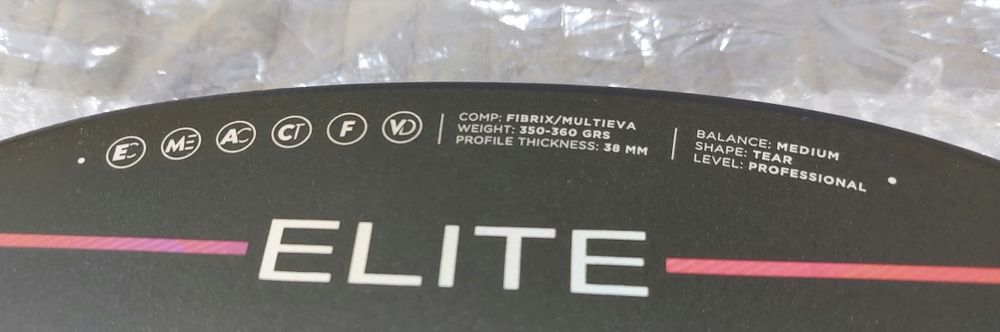 EC ME AC CT F VD
COMP: FIBRIX/MULTIEVA
WEIGHT: 350-360 GRS
PROFILE THICKNESS: 38 MM
BALANCE: MEDIUM
SHAPE: TEAR
LEVEL: PROFESSIONAL
ELITE